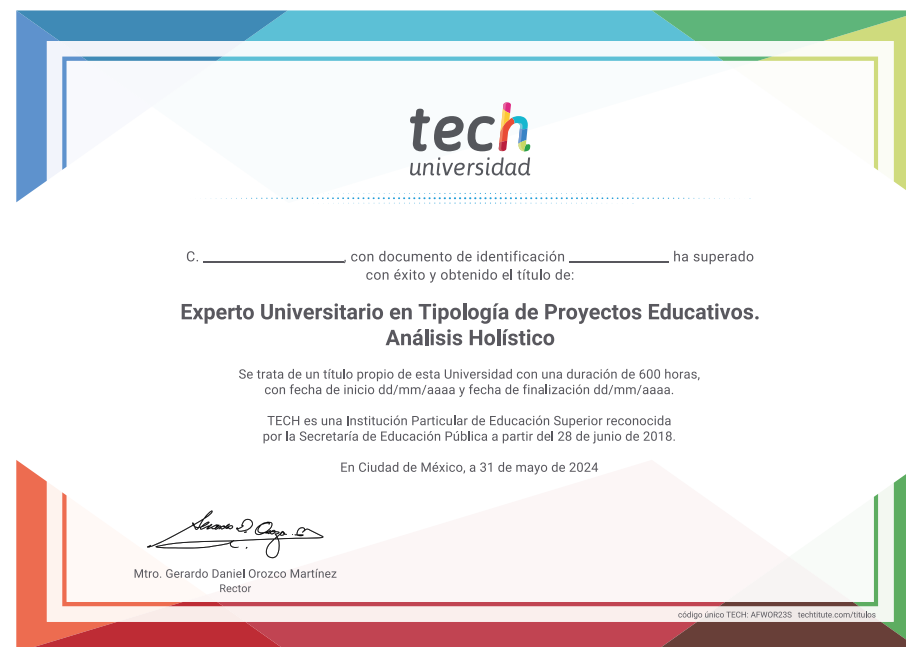 tech
universidad
C. ____________, con documento de identificación ____________ ha superado
con éxito y obtenido el título de:
Experto Universitario en Tipología de Proyectos Educativos.
Análisis Holístico
Se trata de un título propio de esta Universidad con una duración de 600 horas,
con fecha de inicio dd/mm/aaaa y fecha de finalización dd/mm/aaaa.
TECH es una Institución Particular de Educación Superior reconocida
por la Secretaría de Educación Pública a partir del 28 de junio de 2018.
En Ciudad de México, a 31 de mayo de 2024
Mtro. Gerardo Daniel Orozco Martínez
Rector
código único TECH: AFWOR23S techtitute.com/titulos